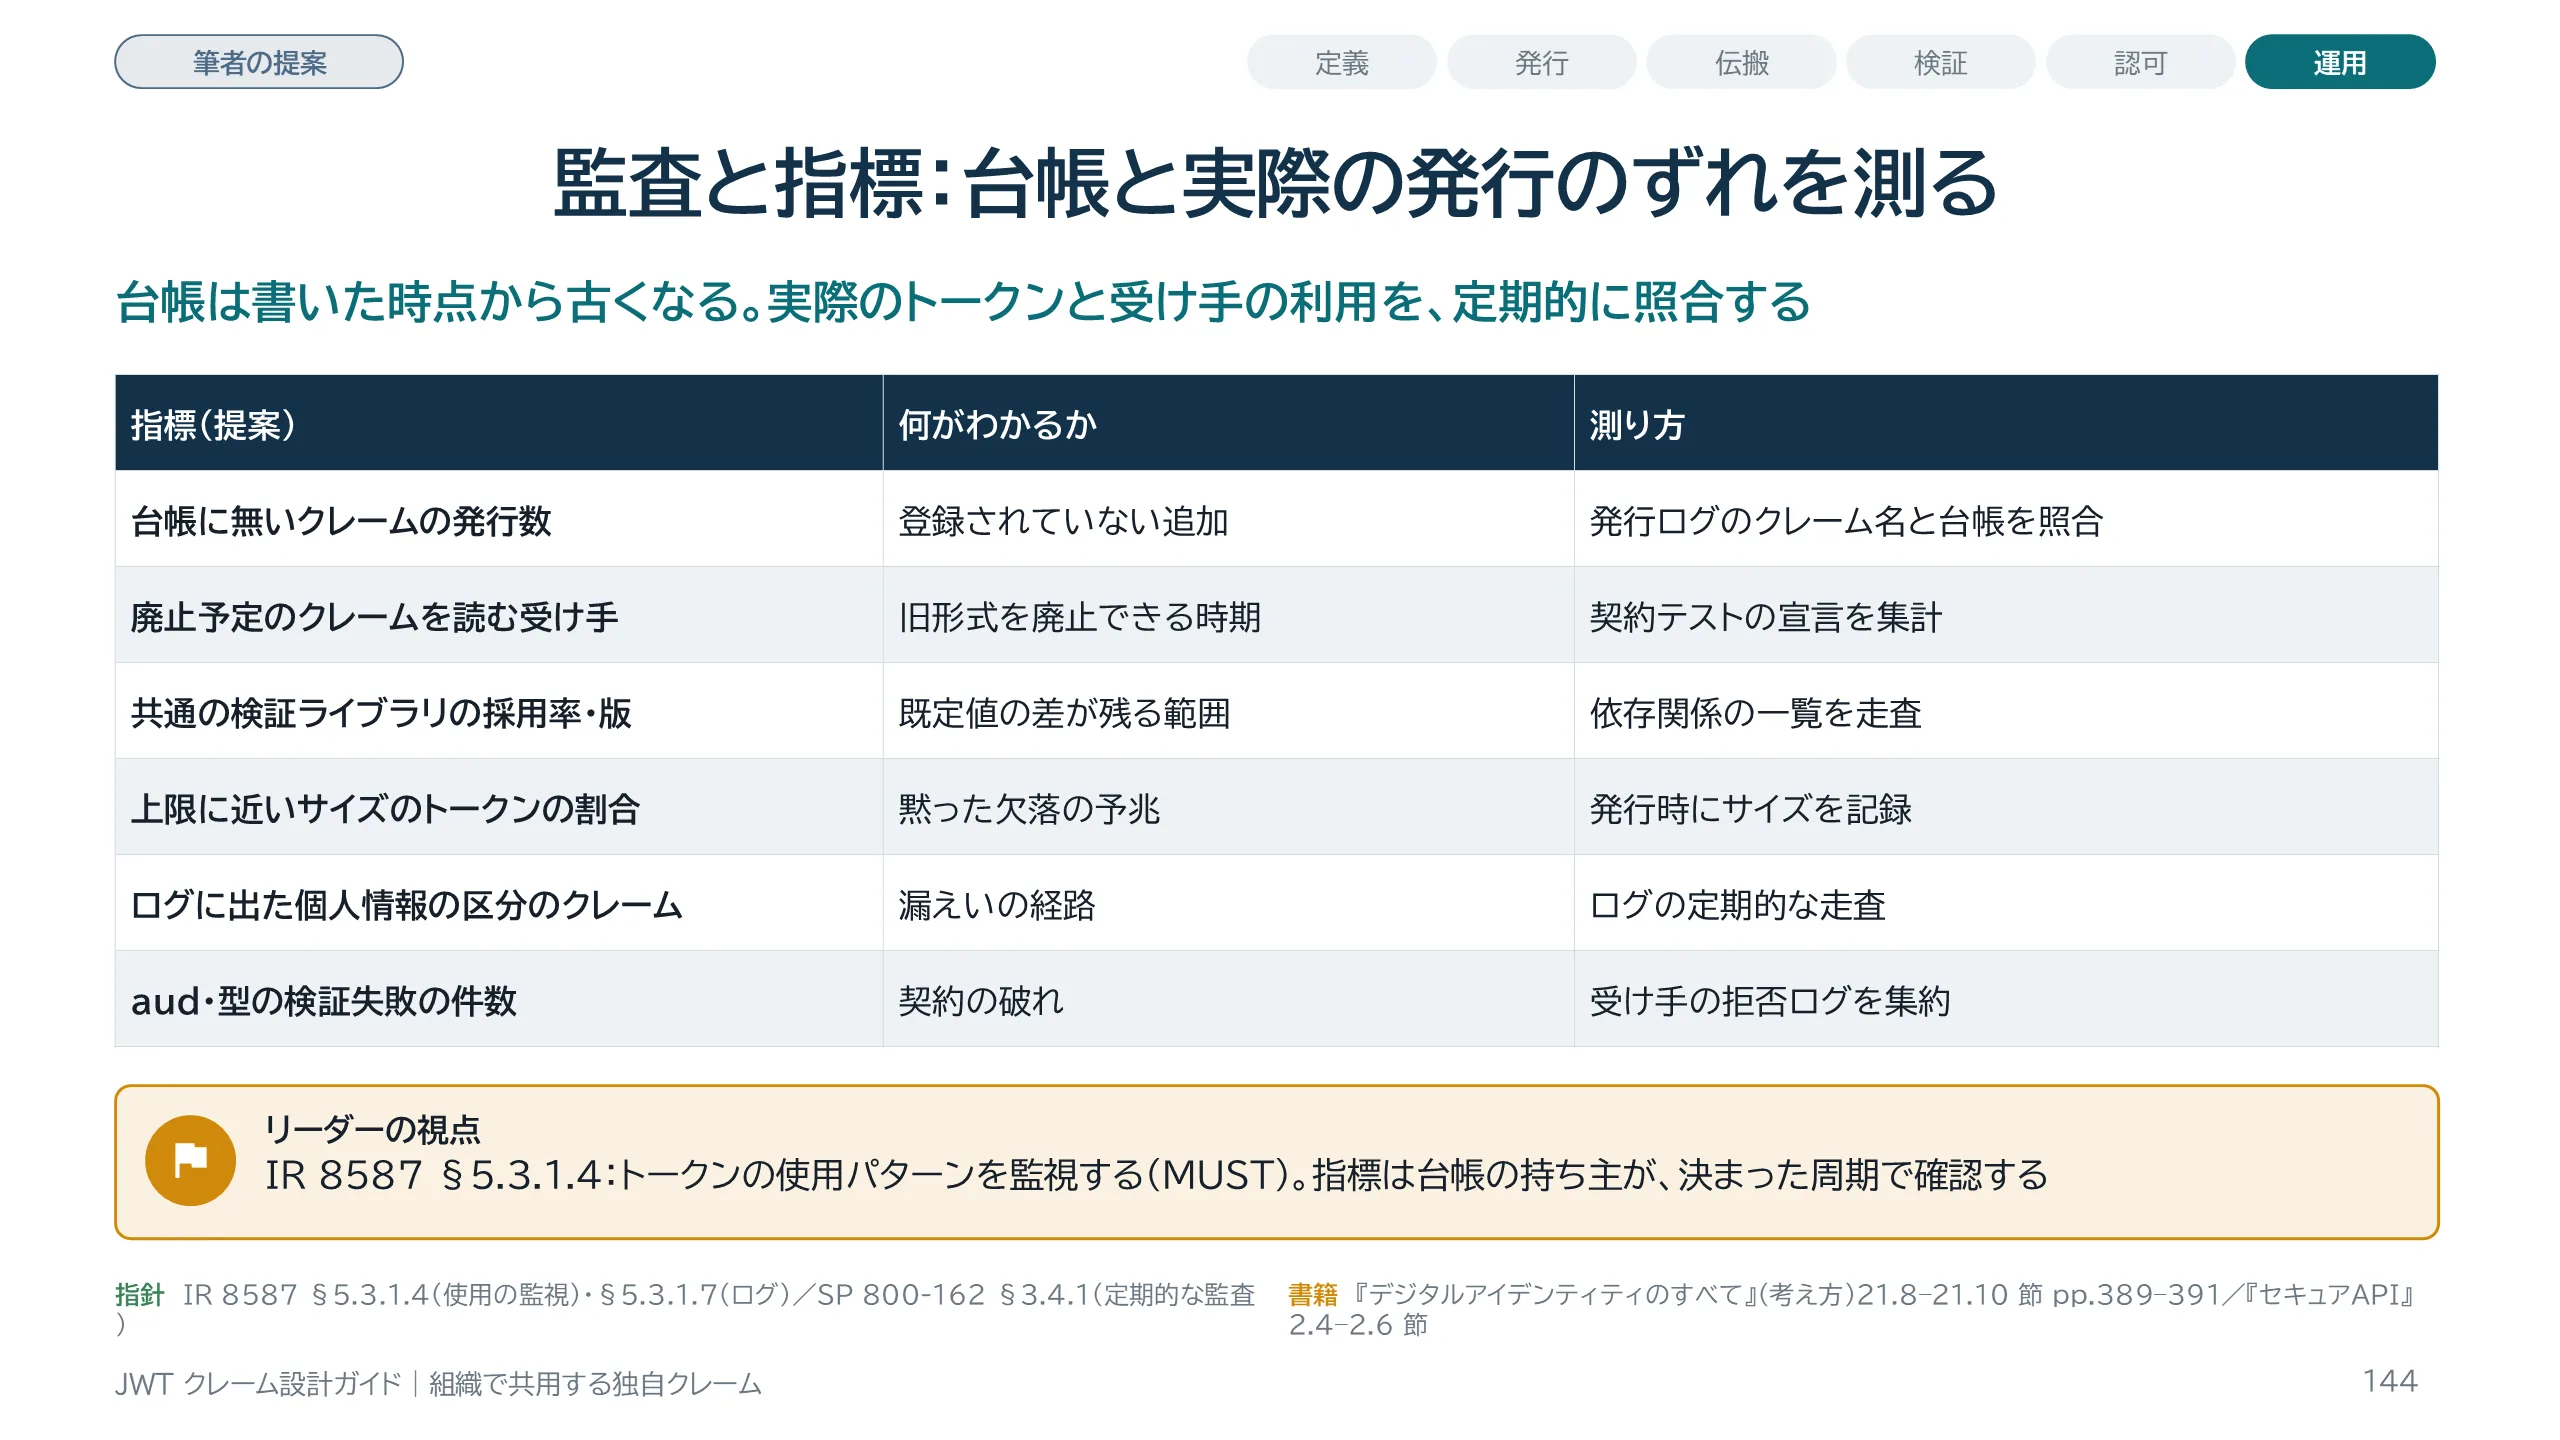 筆者の提案
定義
発行
伝搬
検証
認可
運用
監査と指標：台帳と実際の発行のずれを測る
台帳は書いた時点から古くなる。実際のトークンと受け手の利用を、定期的に照合する
指標（提案） 何がわかるか 測り方
台帳に無いクレームの発行数 登録されていない追加 発行ログのクレーム名と台帳を照合
廃止予定のクレームを読む受け手 旧形式を廃止できる時期 契約テストの宣言を集計
共通の検証ライブラリの採用率・版 既定値の差が残る範囲 依存関係の一覧を走査
上限に近いサイズのトークンの割合 黙った欠落の予兆 発行時にサイズを記録
ログに出た個人情報の区分のクレーム 漏えいの経路 ログの定期的な走査
aud・型の検証失敗の件数 契約の破れ 受け手の拒否ログを集約
リーダーの視点
IR 8587 §5.3.1.4：トークンの使用パターンを監視する（MUST）。指標は台帳の持ち主が、決まった周期で確認する
指針 IR 8587 §5.3.1.4（使用の監視）・§5.3.1.7（ログ）／SP 800-162 §3.4.1（定期的な監査
）
書籍 『デジタルアイデンティティのすべて』（考え方）21.8–21.10 節 pp.389–391／『セキュアAPI』
2.4–2.6 節
JWT クレーム設計ガイド｜組織で共用する独自クレーム
144